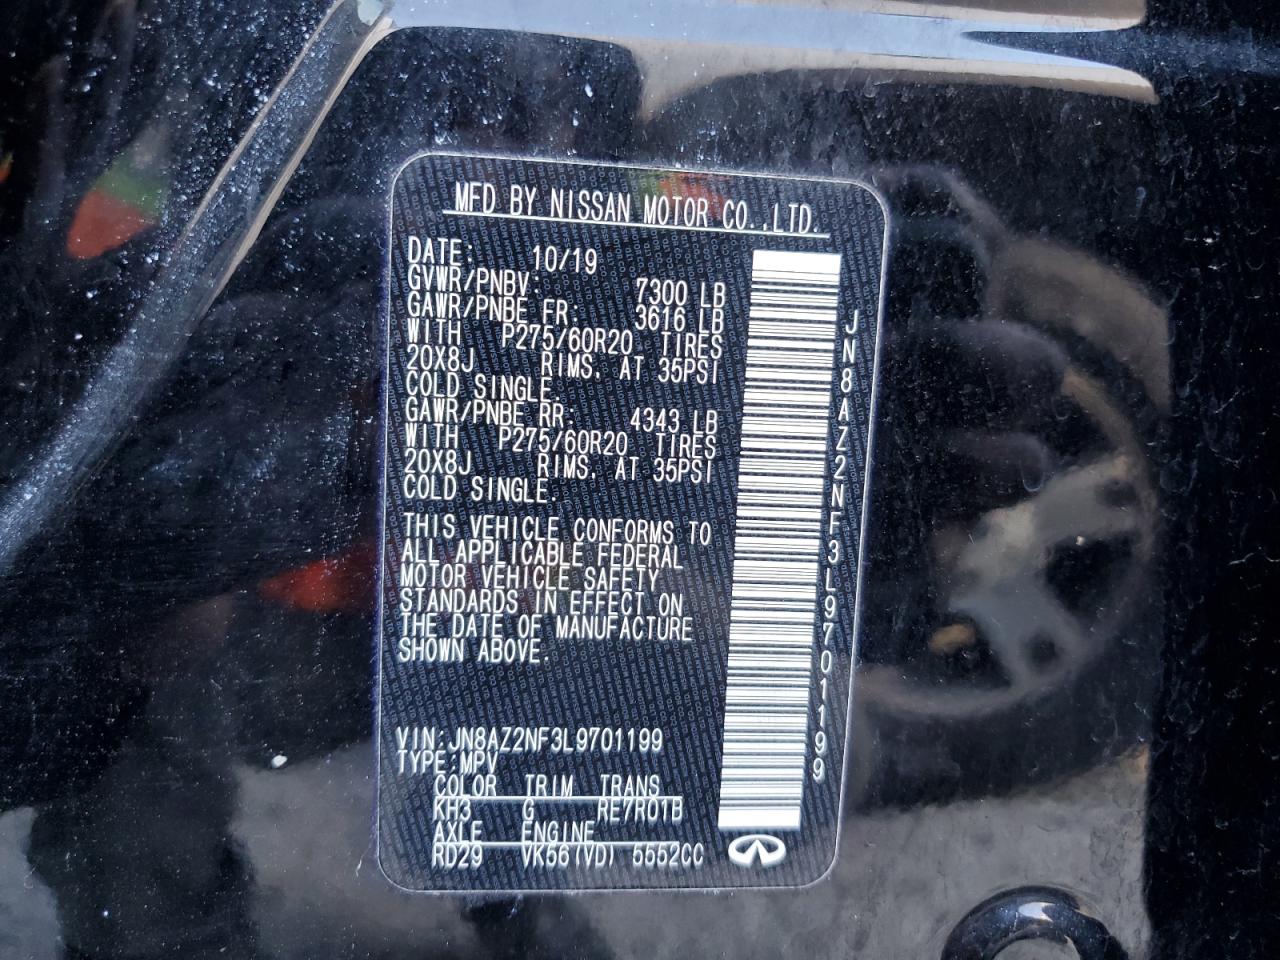 MFD BY NISSAN MOTOR CO.,LTD.
DATE: 10/19
GVWR/PNBV: 7300 LB
GAWR/PNBE FR: 3616 LB
WITH P275/60R20 TIRES
20X8J RIMS. AT 35PSI
COLD SINGLE.
GAWR/PNBE RR: 4343 LB
WITH P275/60R20 TIRES
20X8J RIMS. AT 35PSI
COLD SINGLE.
THIS VEHICLE CONFORMS TO
ALL APPLICABLE FEDERAL
MOTOR VEHICLE SAFETY
STANDARDS IN EFFECT ON
THE DATE OF MANUFACTURE
SHOWN ABOVE.
VIN:JN8AZ2NF3L9701199
TYPE:MPV
COLOR TRIM TRANS
KH3 G RE7R01B
AXLE ENGINE
RD29 VK56(VD) 5552CC
JN8AZ2NF3L9701199